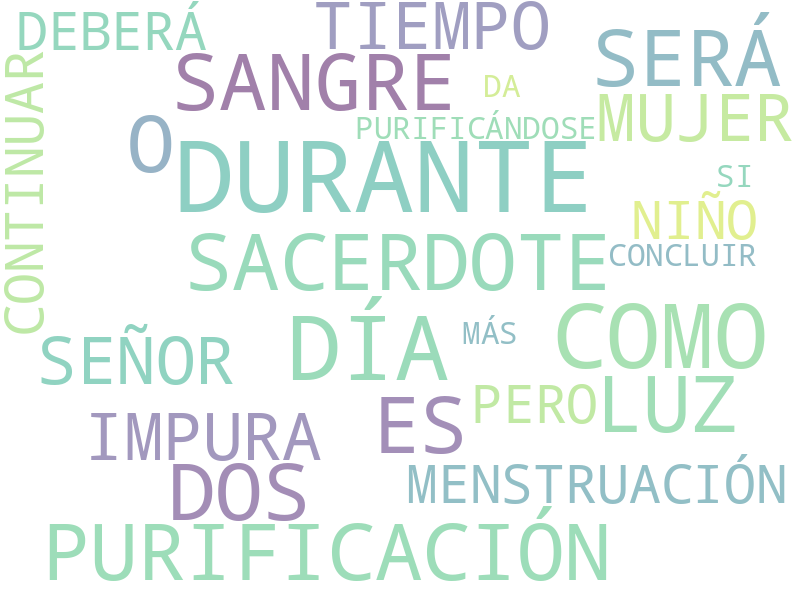 DEBERÁ
TIEMPO
SERÁ
SANGRE
DA
MUJER
CONTINUAR
O
PURIFICÁNDOSE
DURANTE
SI
NIÑO
SACERDOTE
CONCLUIR
DÍA
MÁS
COMO
SEÑOR
ES
PERO
LUZ
IMPURA
DOS
MENSTRUACIÓN
PURIFICACIÓN